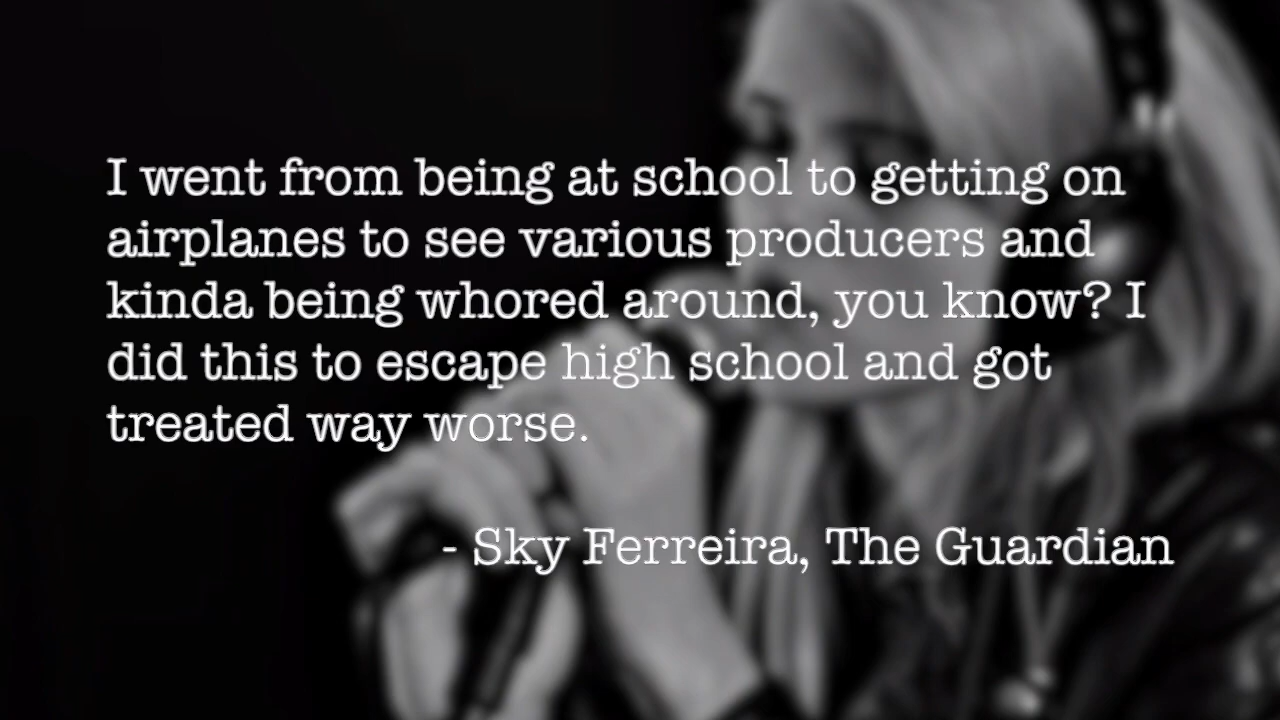 I went from being at school to getting on
airplanes to see various producers and
kinda being whored around, you know? I
did this to escape high school and got
treated way worse.
- Sky Ferreira, The Guardian